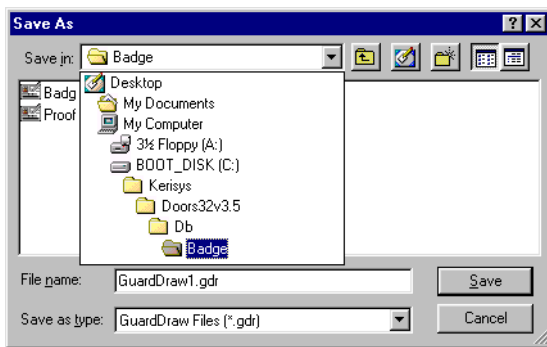 Save As
Save in: Badge
Desktop
Badg
My Documents
Proof
My Computer
3½ Floppy (A:)
BOOT_DISK (C:)
Kerisys
Doors32v3.5
Db
Badge
File name: GuardDraw1.gdr Save
Save as type: GuardDraw Files (*.gdr) Cancel